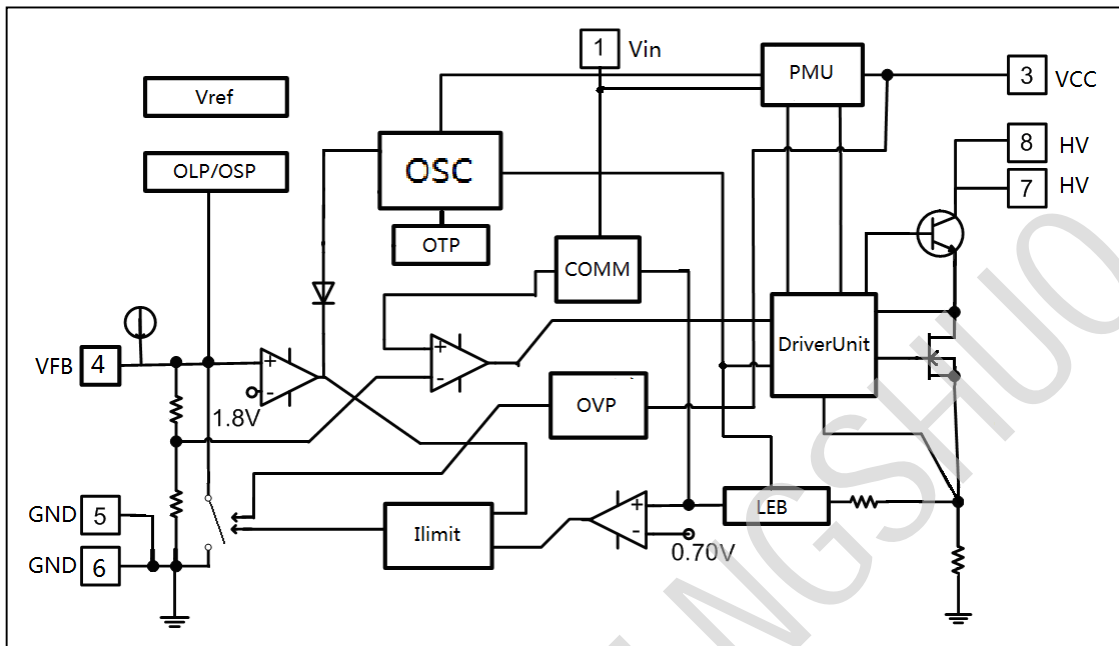 1 Vin
PMU
3 VCC
Vref
8 HV
OLP/OSP
OSC
7 HV
OTP
COMM
+
-
DriverUnit
VFB 4
+
-
1.8V
OVP
GND 5
LEB
+
-
Ilimit
0.70V
GND 6
NGSHUO